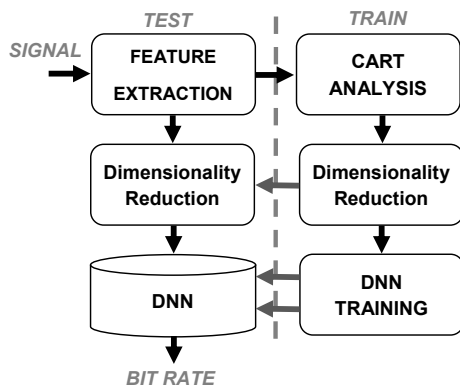 TEST
TRAIN
SIGNAL
FEATURE
EXTRACTION
CART
ANALYSIS
Dimensionality
Reduction
Dimensionality
Reduction
DNN
DNN
TRAINING
BIT RATE